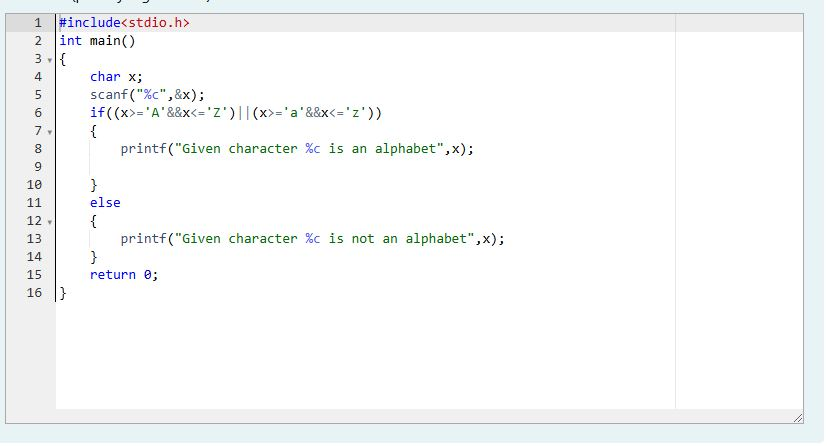 1 #include<stdio.h>
2 int main()
3 {
4 char x;
5 scanf("%c",&x);
6 if((x>='A'&&x<='Z')||(x>='a'&&x<='z'))
7 {
8 printf("Given character %c is an alphabet",x);
9
10 }
11 else
12 {
13 printf("Given character %c is not an alphabet",x);
14 }
15 return 0;
16 }